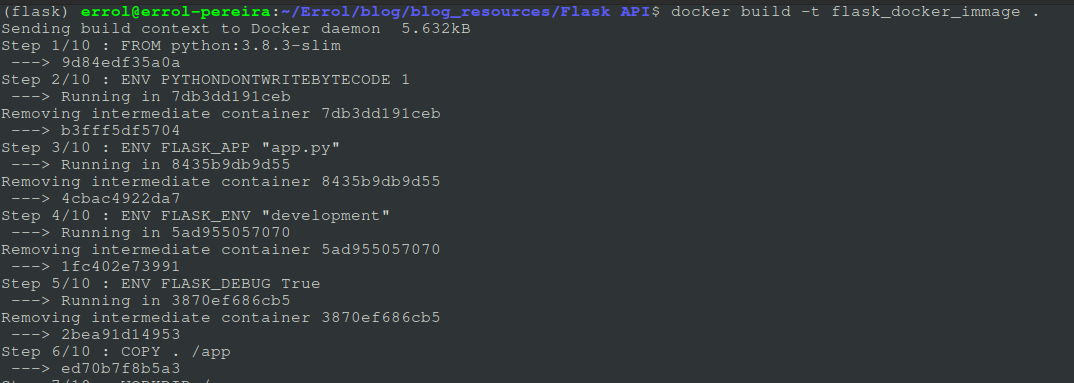 (flask) errol@errol-pereira:~/Errol/blog/blog_resources/Flask API$ docker build -t flask_docker_immage .
Sending build context to Docker daemon  5.632kB
Step 1/10 : FROM python:3.8.3-slim
 ---> 9d84edf35a0a
Step 2/10 : ENV PYTHONDONTWRITEBYTECODE 1
 ---> Running in 7db3dd191ceb
Removing intermediate container 7db3dd191ceb
 ---> b3fff5df5704
Step 3/10 : ENV FLASK_APP "app.py"
 ---> Running in 8435b9db9d55
Removing intermediate container 8435b9db9d55
 ---> 4cbac4922da7
Step 4/10 : ENV FLASK_ENV "development"
 ---> Running in 5ad955057070
Removing intermediate container 5ad955057070
 ---> 1fc402e73991
Step 5/10 : ENV FLASK_DEBUG True
 ---> Running in 3870ef686cb5
Removing intermediate container 3870ef686cb5
 ---> 2bea91d14953
Step 6/10 : COPY . /app
 ---> ed70b7f8b5a3